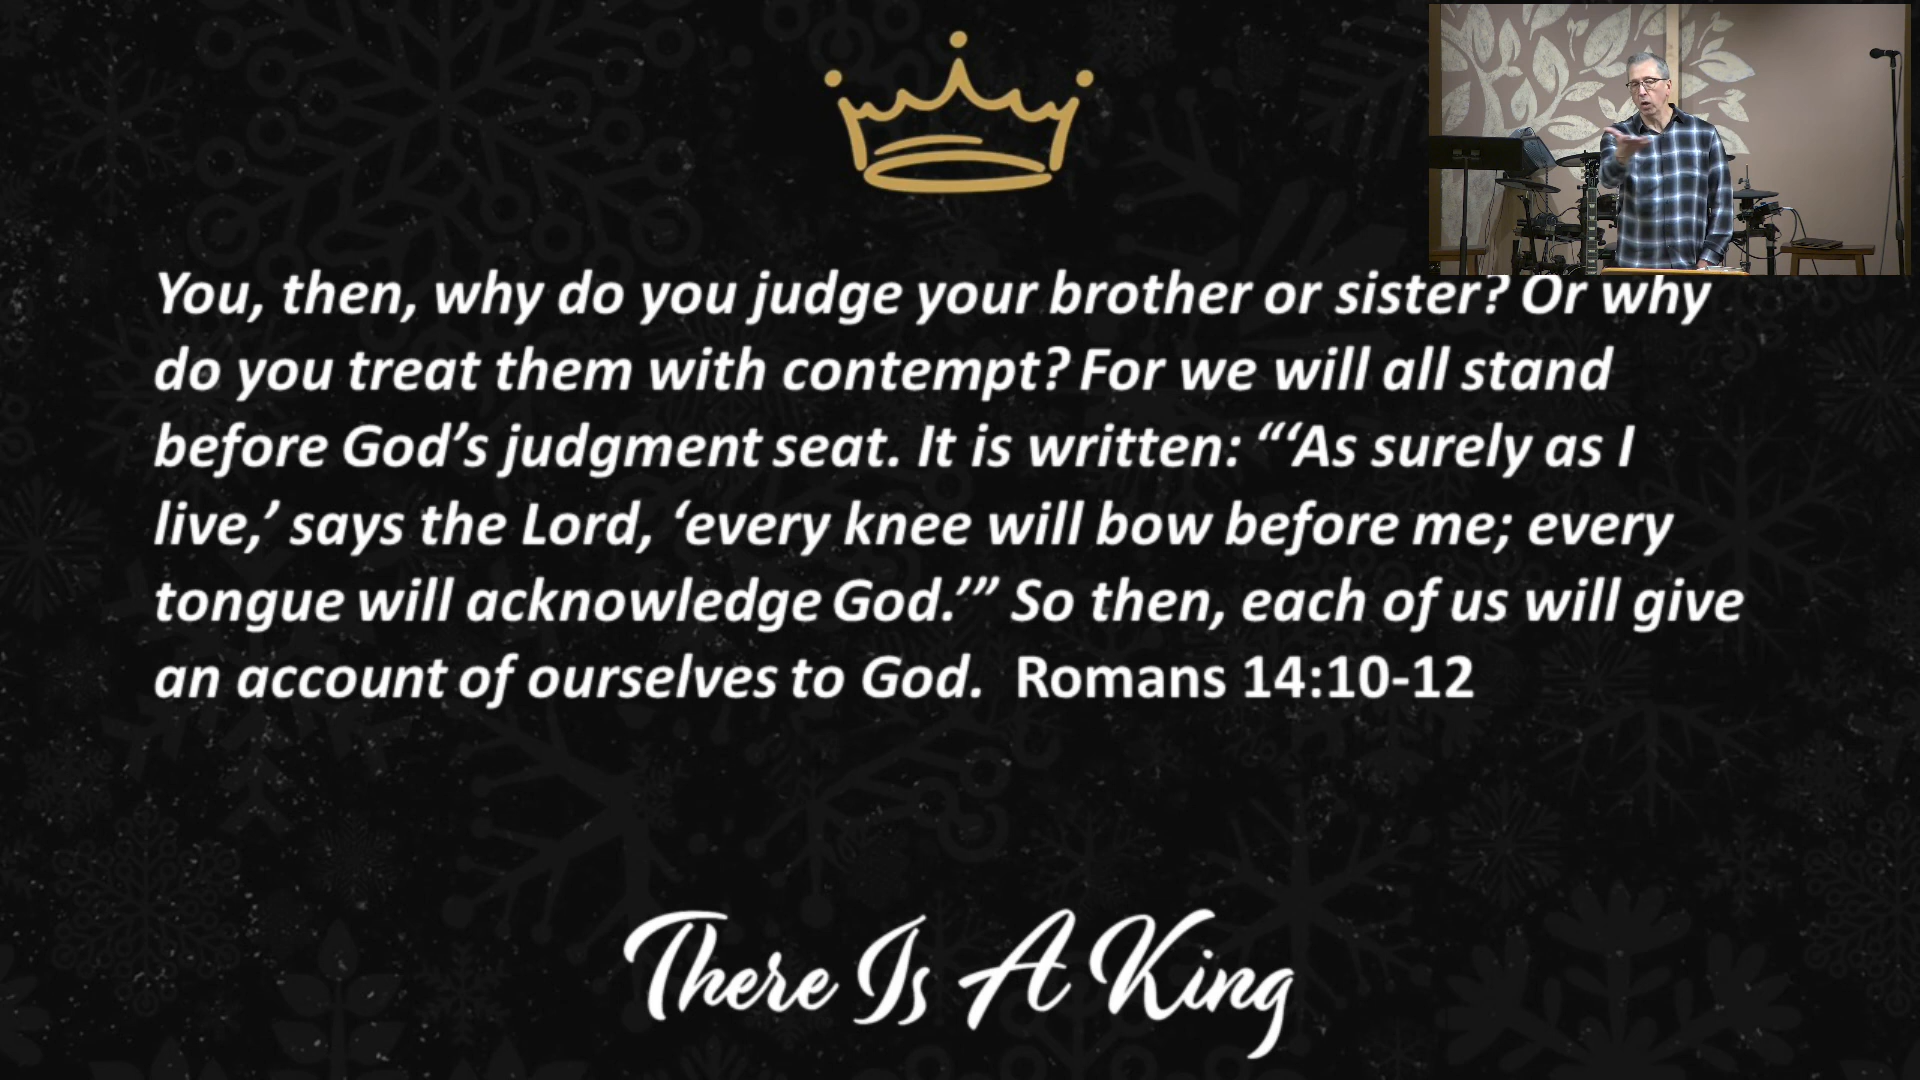 You, then, why do you judge your brother or sister? Or why
do you treat them with contempt? For we will all stand
before God’s judgment seat. It is written: “‘As surely as I
live,’ says the Lord, ‘every knee will bow before me; every
tongue will acknowledge God.’” So then, each of us will give
an account of ourselves to God.  Romans 14:10-12
There Is A King